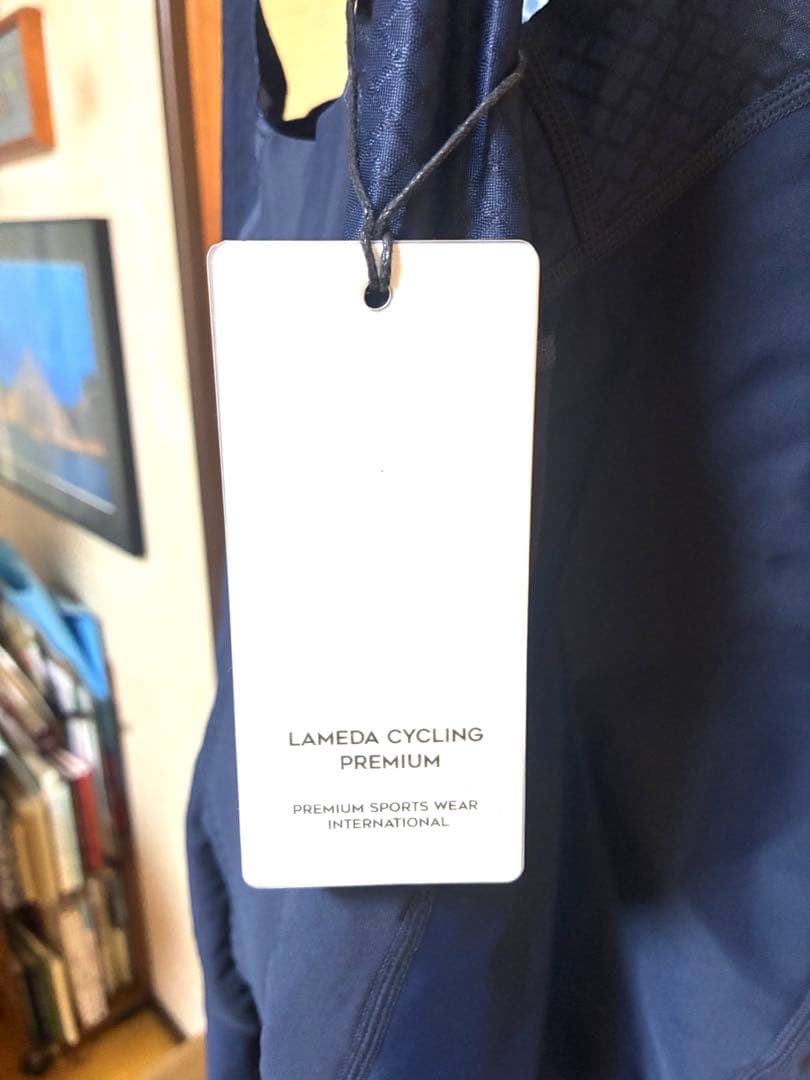 LAMEDA CYCLING
PREMIUM
PREMIUM SPORTS WEAR
INTERNATIONAL